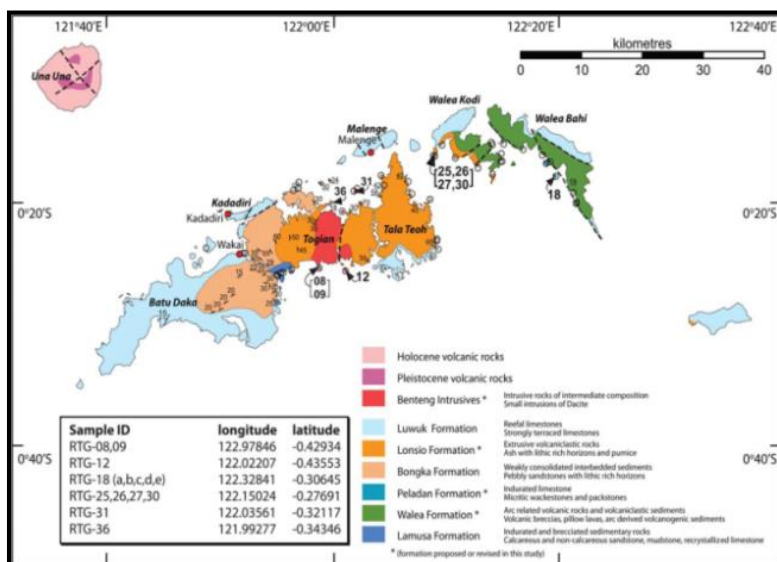 121°40'E
122°00'E
122°20'E
122°40'E
kilometres
0 10 20 30 40
Una Una
Walea Kodi
Walea Bahi
Malenge
Malenge
25,26
27,30
18
31
36
0°20'S
0°20'S
Kadadiri
Kadadiri
Togian
Tala Teoh
Wakai
Batu Daka
08
09
12
Holocene volcanic rocks
Pleistocene volcanic rocks
Benteng Intrusives * Intrusive rocks of intermediate composition
Small intrusions of Dacite
Luwuk Formation Reefal limestones
Strongly terraced limestones
Lonsio Formation * Extrusive volcaniclastic rocks
Ash with lithic rich horizons and pumice
Bongka Formation Weakly consolidated interbedded sediments
Pebbly sandstones with lithic rich horizons
Peladan Formation * Indurated limestone
Micritic wackestones and packstones
Walea Formation * Arc related volcanic rocks and volcaniclastic sediments
Volcanic breccias, pillow lavas, arc derived volcanogenic sediments
Lamusa Formation Indurated and brecciated sedimentary rocks
Calcareous and non-calcareous sandstone, mudstone, recrystallized limestone
* (formation proposed or revised in this study)
0°40'S
0°40'S
Sample ID longitude latitude
RTG-08,09 122.97846 -0.42934
RTG-12 122.02207 -0.43553
RTG-18 (a,b,c,d,e) 122.32841 -0.30645
RTG-25,26,27,30 122.15024 -0.27691
RTG-31 122.03561 -0.32117
RTG-36 121.99277 -0.34346